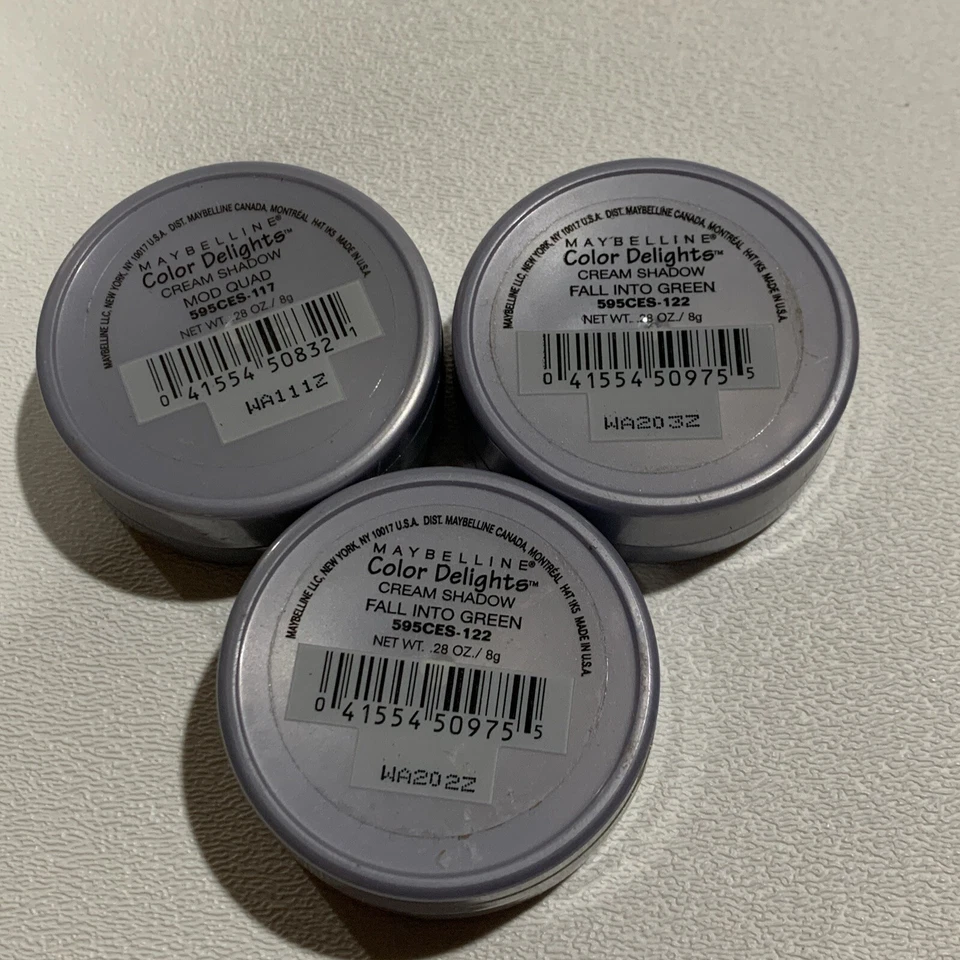 MAYBELLINE LLC, NEW YORK, NY 10017 U.S.A. DIST. MAYBELLINE CANADA, MONTRÉAL H4T 1K5 MADE IN U.S.A.
MAYBELLINE®
Color Delights™
CREAM SHADOW
MOD QUAD
595CES-117
NET WT. .28 OZ./ 8g
0 41554 50832 1
WA111Z
MAYBELLINE LLC, NEW YORK, NY 10017 U.S.A. DIST. MAYBELLINE CANADA, MONTRÉAL H4T 1K5 MADE IN U.S.A.
MAYBELLINE®
Color Delights™
CREAM SHADOW
FALL INTO GREEN
595CES-122
NET WT. .28 OZ./ 8g
0 41554 50975 5
WA203Z
MAYBELLINE LLC, NEW YORK, NY 10017 U.S.A. DIST. MAYBELLINE CANADA, MONTRÉAL H4T 1K5 MADE IN U.S.A.
MAYBELLINE®
Color Delights™
CREAM SHADOW
FALL INTO GREEN
595CES-122
NET WT. .28 OZ./ 8g
0 41554 50975 5
WA202Z